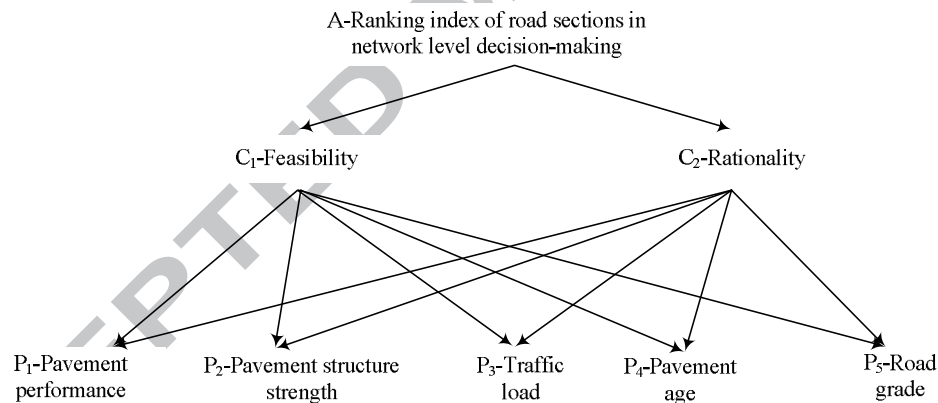 A-Ranking index of road sections in
network level decision-making
C₁-Feasibility
C₂-Rationality
P₁-Pavement
performance
P₂-Pavement structure
strength
P₃-Traffic
load
P₄-Pavement
age
P₅-Road
grade
EPTED